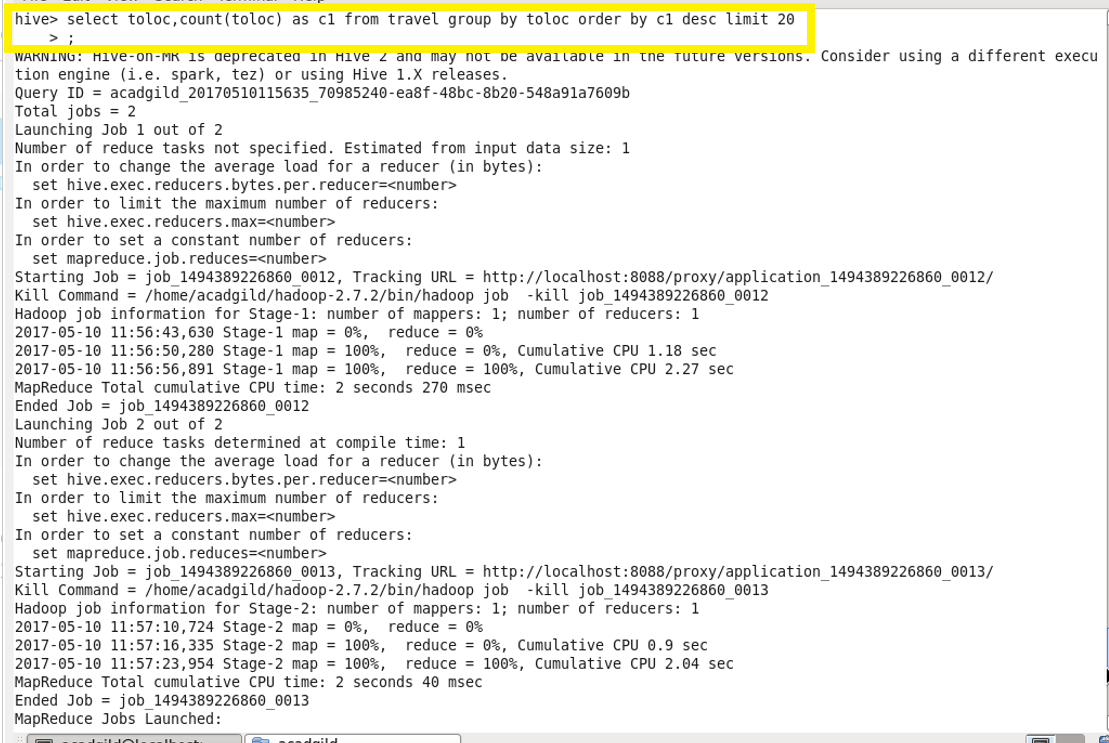 hive> select toloc,count(toloc) as c1 from travel group by toloc order by c1 desc limit 20
    > ;
WARNING: Hive-on-MR is deprecated in Hive 2 and may not be available in the future versions. Consider using a different execu
tion engine (i.e. spark, tez) or using Hive 1.X releases.
Query ID = acadgild_20170510115635_70985240-ea8f-48bc-8b20-548a91a7609b
Total jobs = 2
Launching Job 1 out of 2
Number of reduce tasks not specified. Estimated from input data size: 1
In order to change the average load for a reducer (in bytes):
  set hive.exec.reducers.bytes.per.reducer=<number>
In order to limit the maximum number of reducers:
  set hive.exec.reducers.max=<number>
In order to set a constant number of reducers:
  set mapreduce.job.reduces=<number>
Starting Job = job_1494389226860_0012, Tracking URL = http://localhost:8088/proxy/application_1494389226860_0012/
Kill Command = /home/acadgild/hadoop-2.7.2/bin/hadoop job  -kill job_1494389226860_0012
Hadoop job information for Stage-1: number of mappers: 1; number of reducers: 1
2017-05-10 11:56:43,630 Stage-1 map = 0%,  reduce = 0%
2017-05-10 11:56:50,280 Stage-1 map = 100%,  reduce = 0%, Cumulative CPU 1.18 sec
2017-05-10 11:56:56,891 Stage-1 map = 100%,  reduce = 100%, Cumulative CPU 2.27 sec
MapReduce Total cumulative CPU time: 2 seconds 270 msec
Ended Job = job_1494389226860_0012
Launching Job 2 out of 2
Number of reduce tasks determined at compile time: 1
In order to change the average load for a reducer (in bytes):
  set hive.exec.reducers.bytes.per.reducer=<number>
In order to limit the maximum number of reducers:
  set hive.exec.reducers.max=<number>
In order to set a constant number of reducers:
  set mapreduce.job.reduces=<number>
Starting Job = job_1494389226860_0013, Tracking URL = http://localhost:8088/proxy/application_1494389226860_0013/
Kill Command = /home/acadgild/hadoop-2.7.2/bin/hadoop job  -kill job_1494389226860_0013
Hadoop job information for Stage-2: number of mappers: 1; number of reducers: 1
2017-05-10 11:57:10,724 Stage-2 map = 0%,  reduce = 0%
2017-05-10 11:57:16,335 Stage-2 map = 100%,  reduce = 0%, Cumulative CPU 0.9 sec
2017-05-10 11:57:23,954 Stage-2 map = 100%,  reduce = 100%, Cumulative CPU 2.04 sec
MapReduce Total cumulative CPU time: 2 seconds 40 msec
Ended Job = job_1494389226860_0013
MapReduce Jobs Launched: